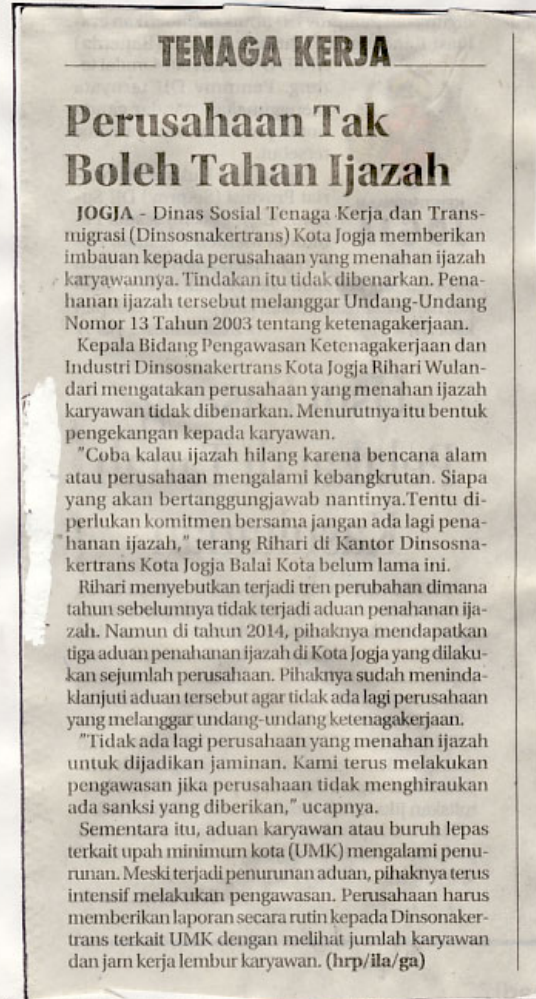 TENAGA KERJA
Perusahaan Tak
Boleh Tahan Ijazah
JOGJA - Dinas Sosial Tenaga Kerja dan Trans-
migrasi (Dinsosnakertrans) Kota Jogja memberikan
imbauan kepada perusahaan yang menahan ijazah
karyawannya. Tindakan itu tidak dibenarkan. Pena-
hanan ijazah tersebut melanggar Undang-Undang
Nomor 13 Tahun 2003 tentang ketenagakerjaan.
Kepala Bidang Pengawasan Ketenagakerjaan dan
Industri Dinsosnakertrans Kota Jogja Rihari Wulan-
dari mengatakan perusahaan yang menahan ijazah
karyawan tidak dibenarkan. Menurutnya itu bentuk
pengekangan kepada karyawan.
"Coba kalau ijazah hilang karena bencana alam
atau perusahaan mengalami kebangkrutan. Siapa
yang akan bertanggungjawab nantinya.Tentu di-
perlukan komitmen bersama jangan ada lagi pena-
hanan ijazah," terang Rihari di Kantor Dinsosna-
kertrans Kota Jogja Balai Kota belum lama ini.
Rihari menyebutkan terjadi tren perubahan dimana
tahun sebelumnya tidak terjadi aduan penahanan ija-
zah. Namun di tahun 2014, pihaknya mendapatkan
tiga aduan penahanan ijazah di Kota Jogja yang dilaku-
kan sejumlah perusahaan. Pihaknya sudah meninda-
klanjuti aduan tersebut agar tidak ada lagi perusahaan
yang melanggar undang-undang ketenagakerjaan.
"Tidak ada lagi perusahaan yang menahan ijazah
untuk dijadikan jaminan. Kami terus melakukan
pengawasan jika perusahaan tidak menghiraukan
ada sanksi yang diberikan," ucapnya.
Sementara itu, aduan karyawan atau buruh lepas
terkait upah minimum kota (UMK) mengalami penu-
runan. Meski terjadi penurunan aduan, pihaknya terus
intensif melakukan pengawasan. Perusahaan harus
memberikan laporan secara rutin kepada Dinsonaker-
trans terkait UMK dengan melihat jumlah karyawan
dan jam kerja lembur karyawan. (hrp/ila/ga)